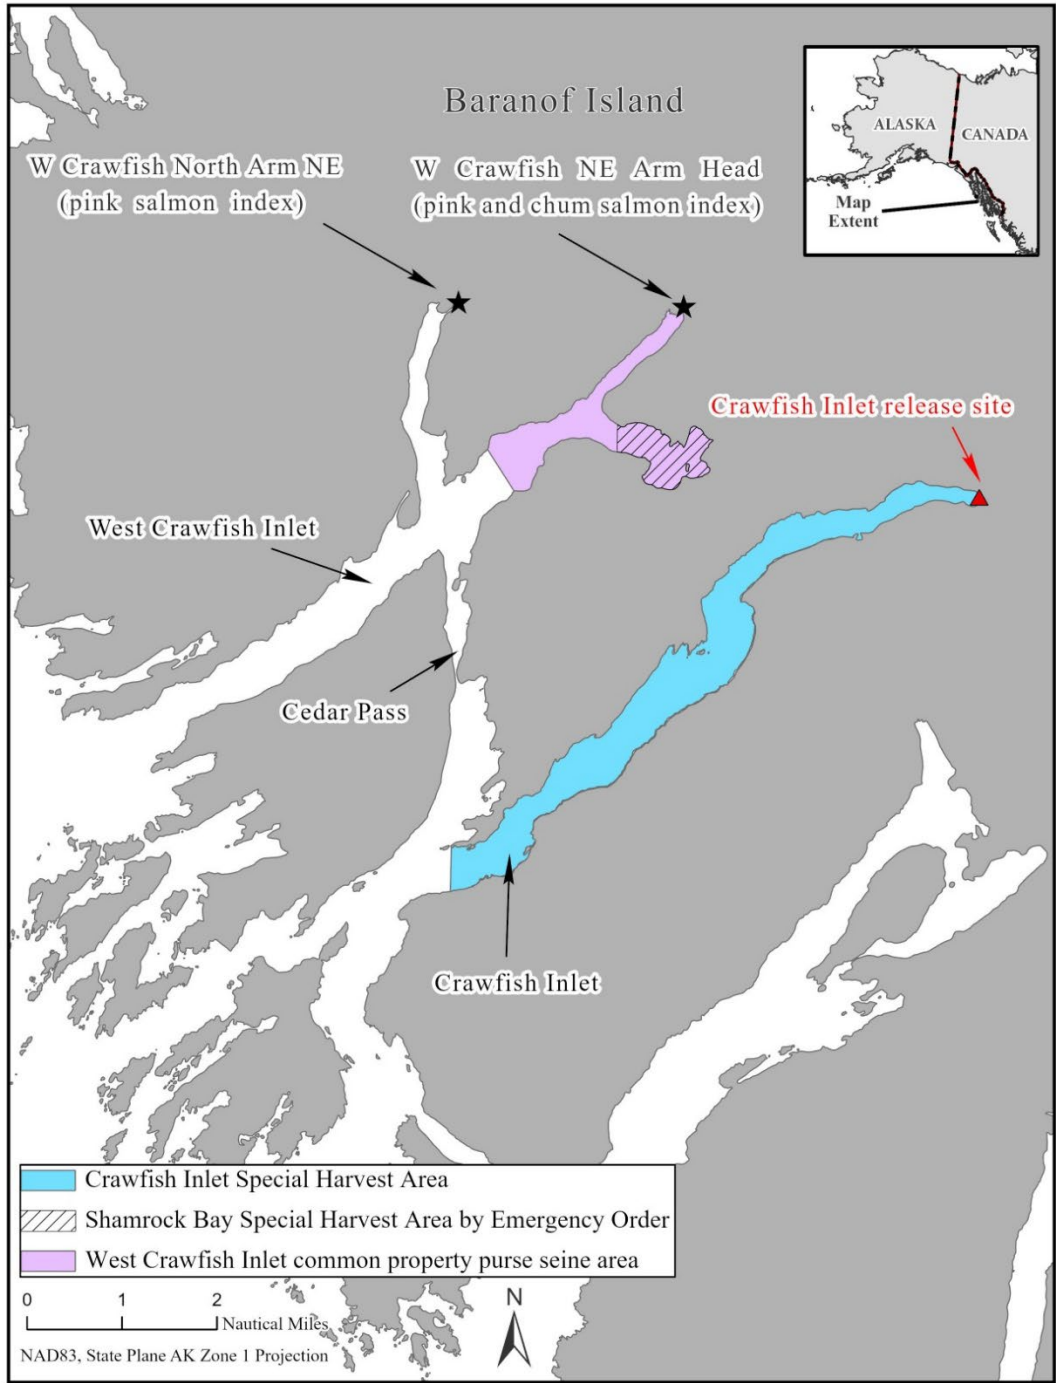 Baranof Island
ALASKA
CANADA
Map
Extent
W Crawfish North Arm NE
(pink salmon index)
W Crawfish NE Arm Head
(pink and chum salmon index)
Crawfish Inlet release site
West Crawfish Inlet
Cedar Pass
Crawfish Inlet
Crawfish Inlet Special Harvest Area
Shamrock Bay Special Harvest Area by Emergency Order
West Crawfish Inlet common property purse seine area
0 1 2
Nautical Miles
N
NAD83, State Plane AK Zone 1 Projection